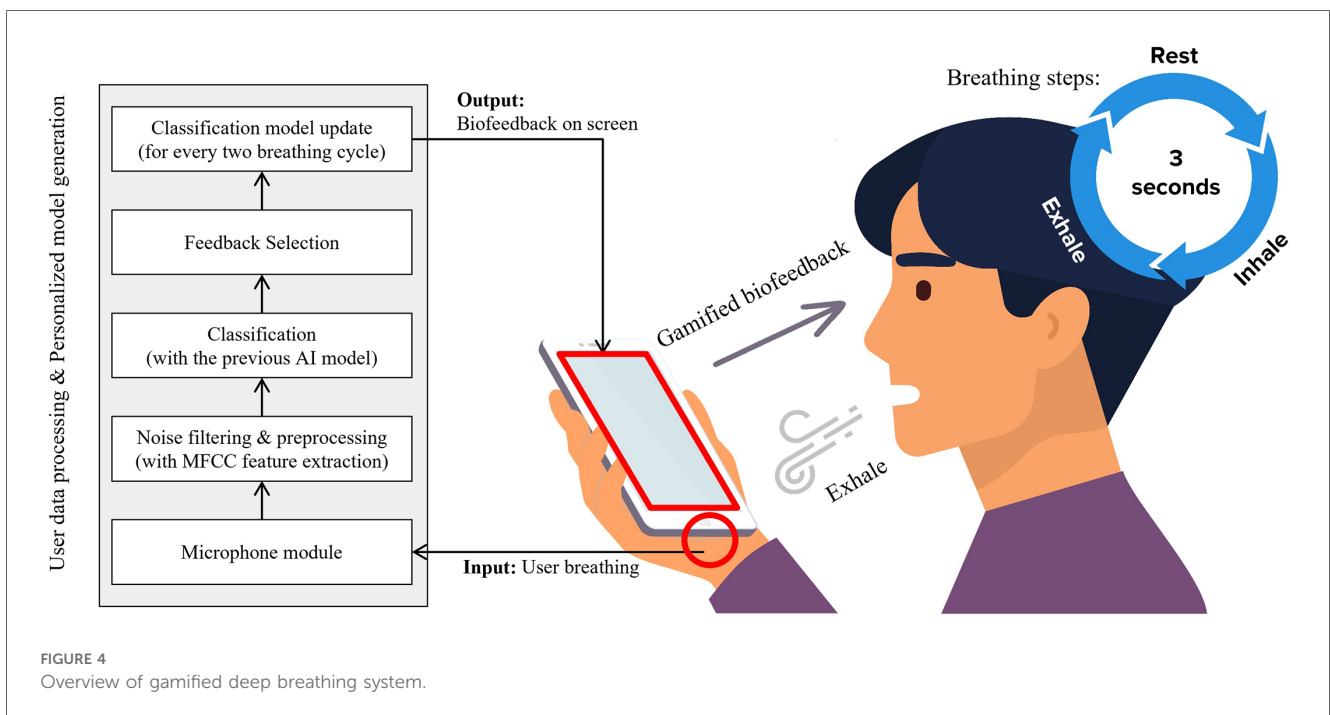 User data processing & Personalized model generation
Classification model update
(for every two breathing cycle)
Feedback Selection
Classification
(with the previous AI model)
Noise filtering & preprocessing
(with MFCC feature extraction)
Microphone module
Output:
Biofeedback on screen
Input: User breathing
Gamified biofeedback
Exhale
Breathing steps:
Rest
3
seconds
Exhale
Inhale
FIGURE 4
Overview of gamified deep breathing system.